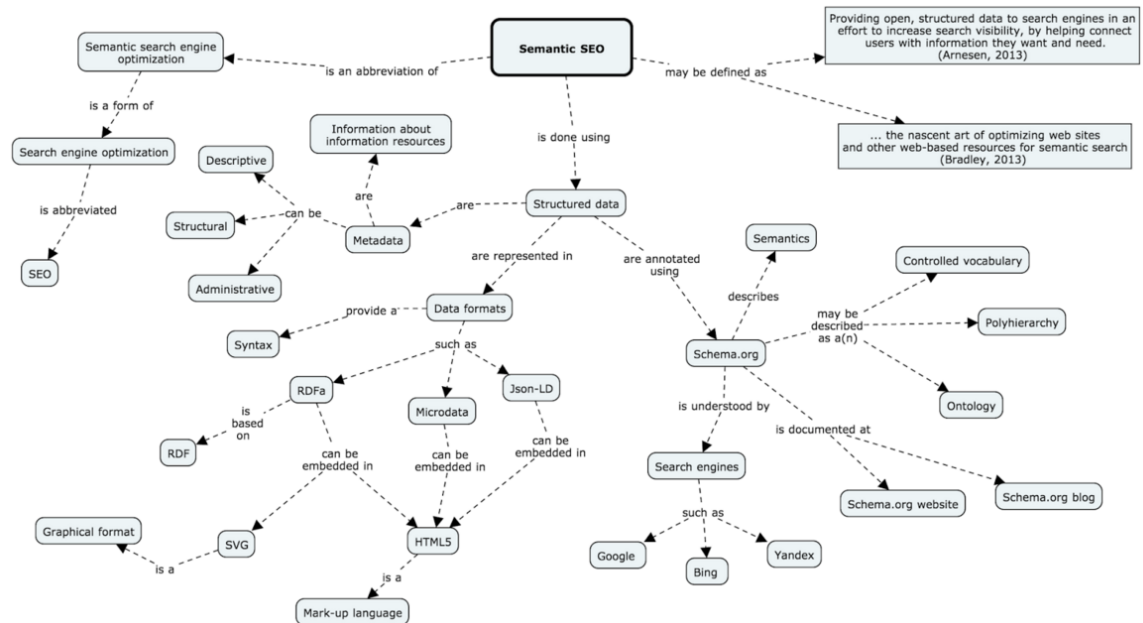 Semantic SEO
Providing open, structured data to search engines in an
effort to increase search visibility, by helping connect
users with information they want and need.
(Arnesen, 2013)
Semantic search engine
optimization
is an abbreviation of
may be defined as
is a form of
... the nascent art of optimizing web sites
and other web-based resources for semantic search
(Bradley, 2013)
Search engine optimization
Information about
information resources
is done using
Descriptive
is abbreviated
are
are
Structured data
can be
Structural
Metadata
SEO
Administrative
are represented in
are annotated
using
Semantics
Controlled vocabulary
describes
Data formats
provide a
Syntax
may be
described
as a(n)
Polyhierarchy
Schema.org
such as
RDFa
Microdata
Json-LD
Ontology
is
based
on
RDF
can be
embedded in
can be
embedded in
can be
embedded in
is understood by
is documented at
Search engines
Schema.org website
Schema.org blog
Graphical format
is a
SVG
HTML5
such as
Google
Bing
Yandex
is a
Mark-up language